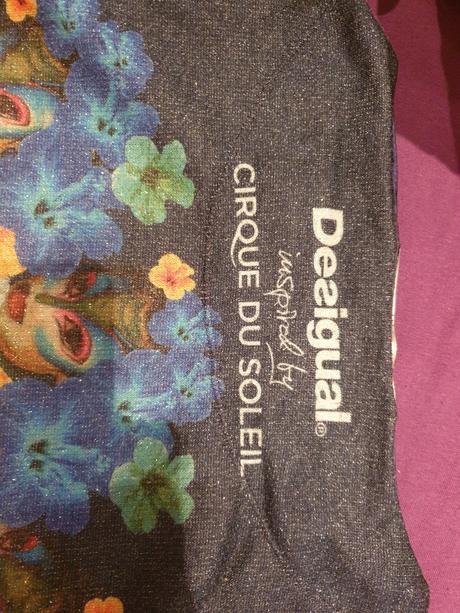 Desigual®
inspired by
CIRQUE DU SOLEIL